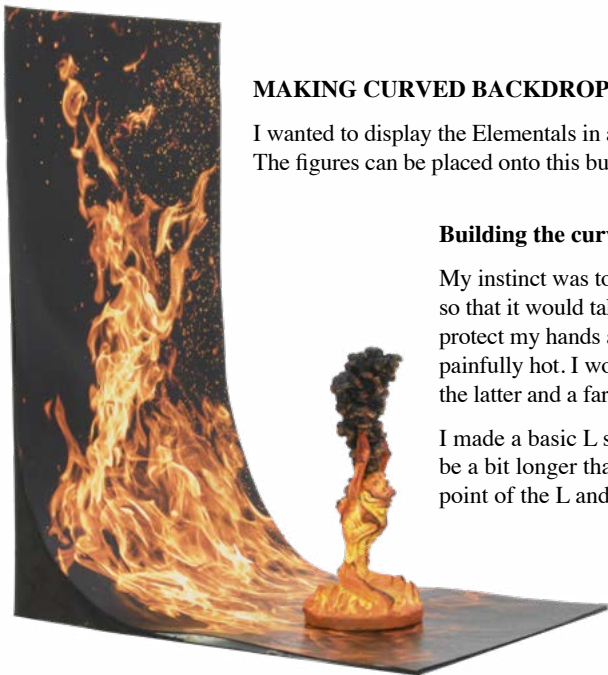 MAKING CURVED BACKDROP
I wanted to display the Elementals in a
The figures can be placed onto this bu
Building the curv
My instinct was to
so that it would tal
protect my hands a
painfully hot. I wo
the latter and a far
I made a basic L s
be a bit longer tha
point of the L and